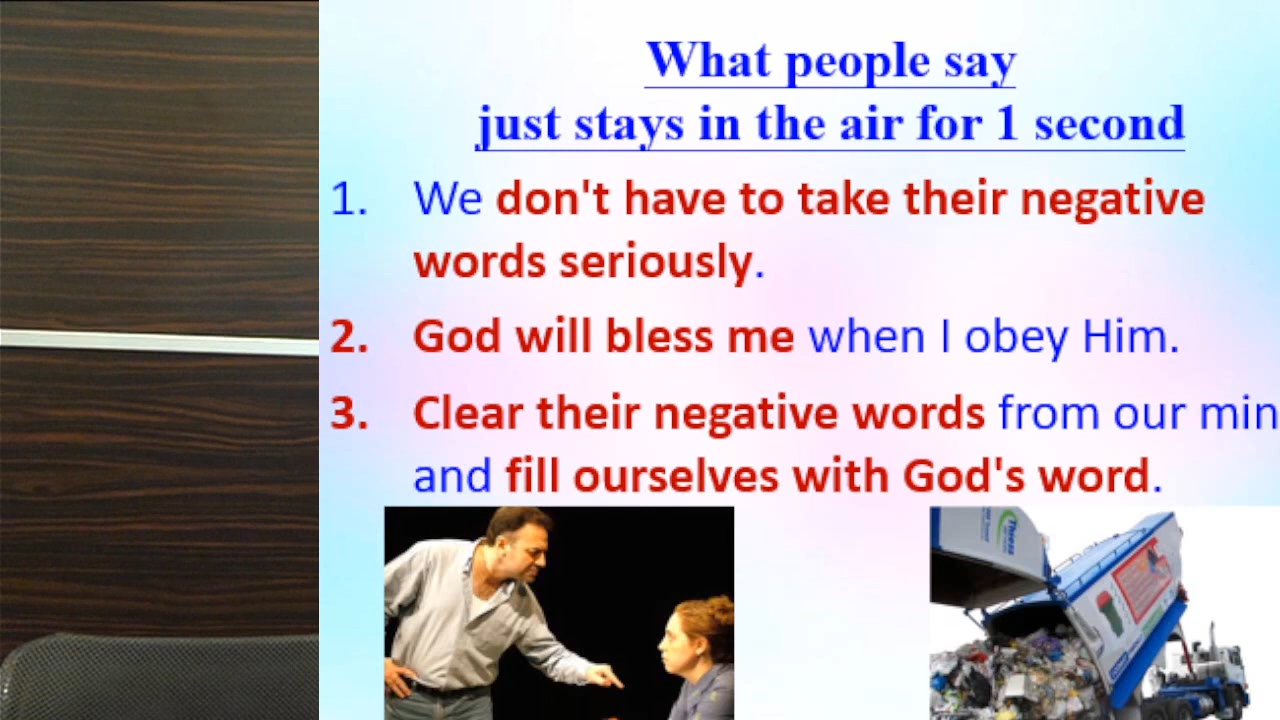 What people say
just stays in the air for 1 second
1. We don't have to take their negative
words seriously.
2. God will bless me when I obey Him.
3. Clear their negative words from our min
and fill ourselves with God's word.